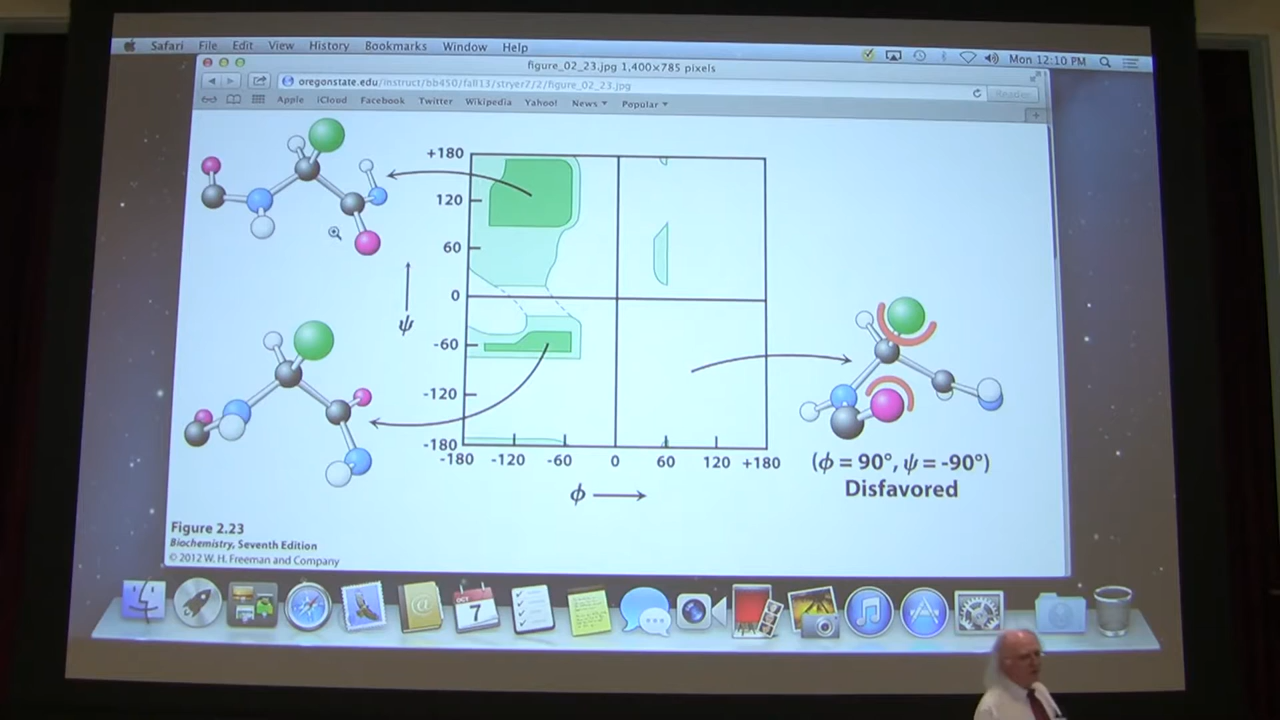 Safari File Edit View History Bookmarks Window Help Mon 12:10 PM
figure_02_23.jpg 1,400×785 pixels
oregonstate.edu/instruct/bb450/fall13/stryer7/2/figure_02_23.jpg Reader
Apple iCloud Facebook Twitter Wikipedia Yahoo! News ▾ Popular ▾
+180
120
60
0
ψ
-60
-120
-180
-180 -120 -60 0 60 120 +180
ϕ
(ϕ = 90°, ψ = -90°)
Disfavored
Figure 2.23
Biochemistry, Seventh Edition
© 2012 W. H. Freeman and Company
OCT
7